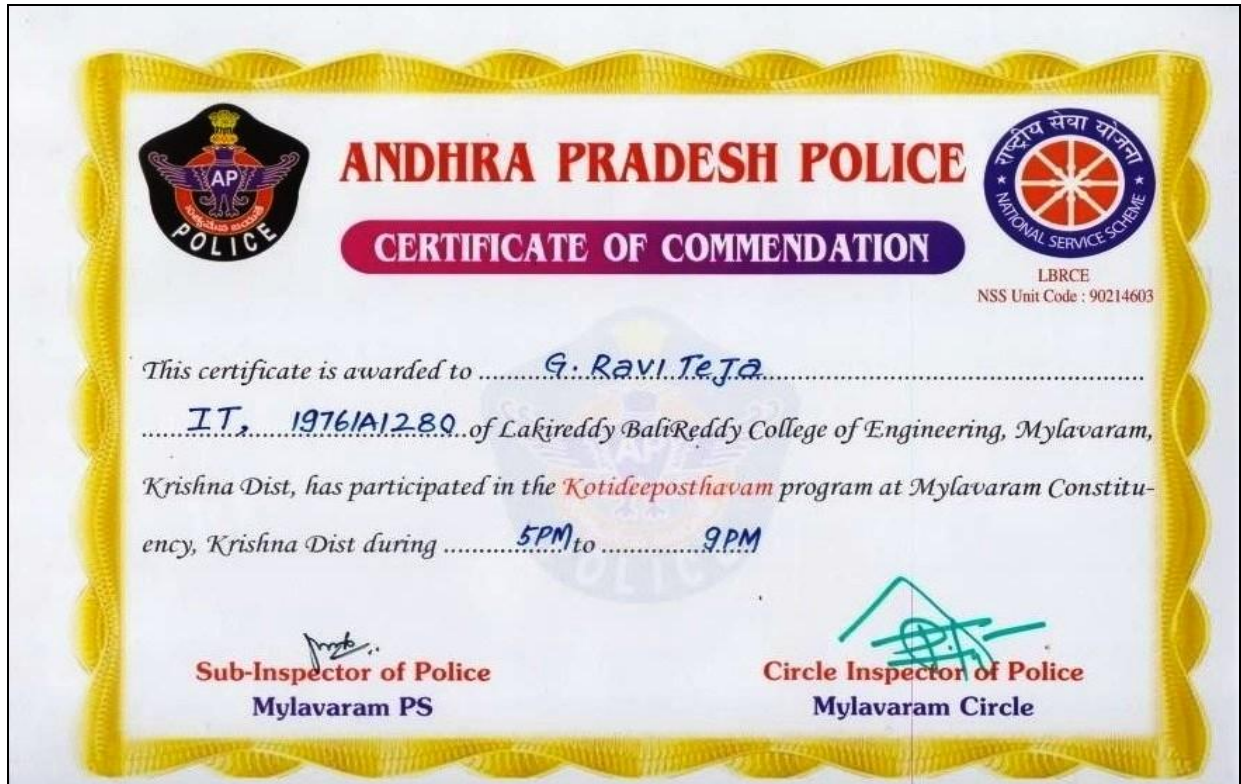 ANDHRA PRADESH POLICE
CERTIFICATE OF COMMENDATION
AP
POLICE
राष्ट्रीय सेवा योजना
NATIONAL SERVICE SCHEME
LBRCE
NSS Unit Code : 90214603
This certificate is awarded to ......G. Ravi Teja......
......IT, 19761A1280...of Lakireddy BaliReddy College of Engineering, Mylavaram,
Krishna Dist, has participated in the Kotideeposthavam program at Mylavaram Constitu-
ency, Krishna Dist during ......5PM to ......9PM
Sub-Inspector of Police
Mylavaram PS
Circle Inspector of Police
Mylavaram Circle